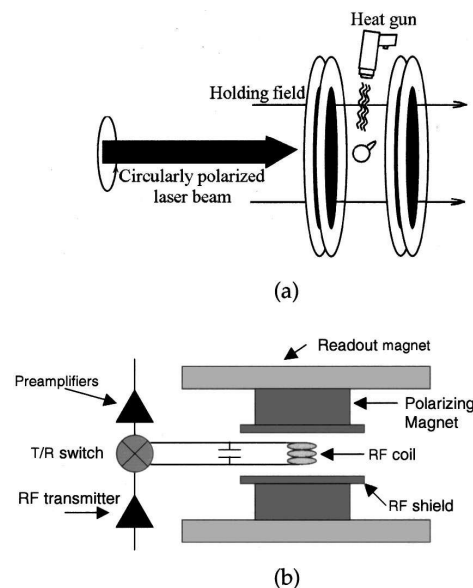 Heat gun
Holding field
Circularly polarized
laser beam
(a)
Readout magnet
Preamplifiers
Polarizing
Magnet
T/R switch
RF coil
RF transmitter
RF shield
(b)